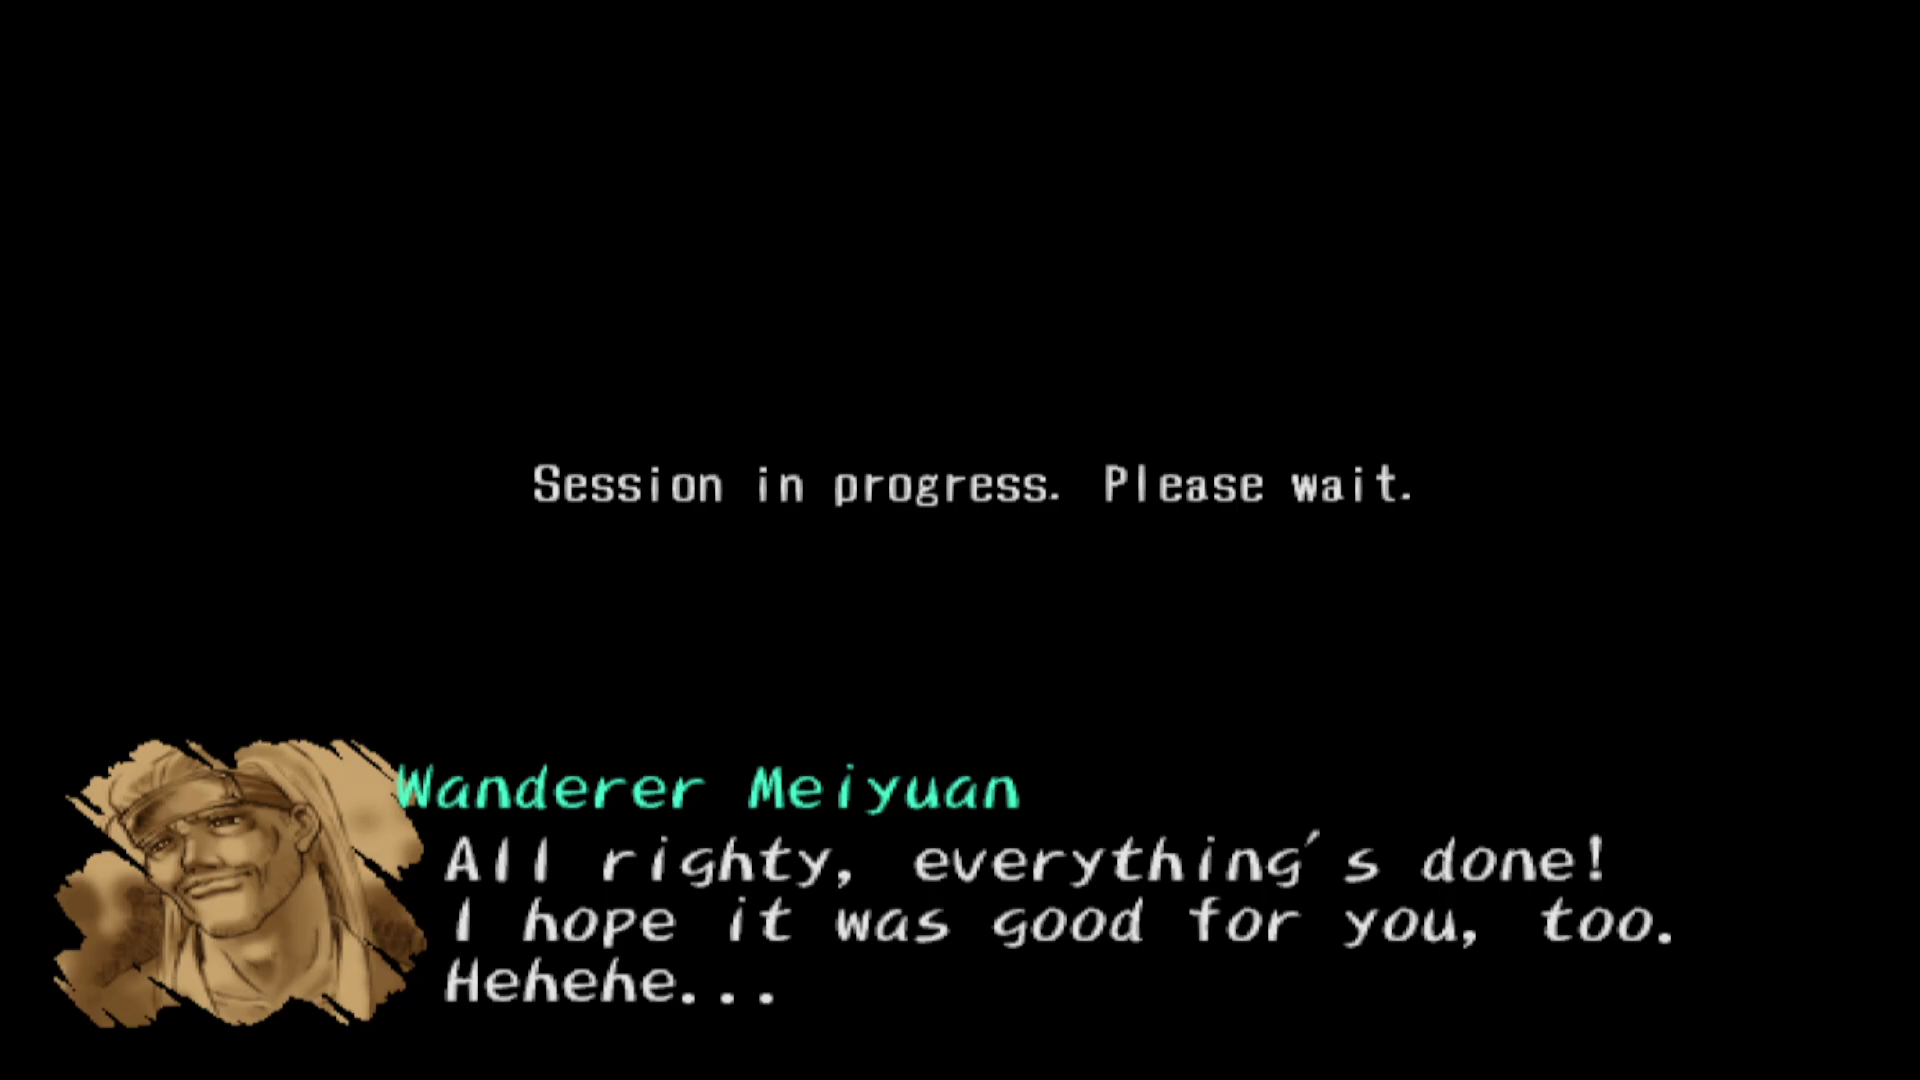 Session in progress. Please wait.
Wanderer Meiyuan
All righty, everything's done!
I hope it was good for you, too.
Hehehe...